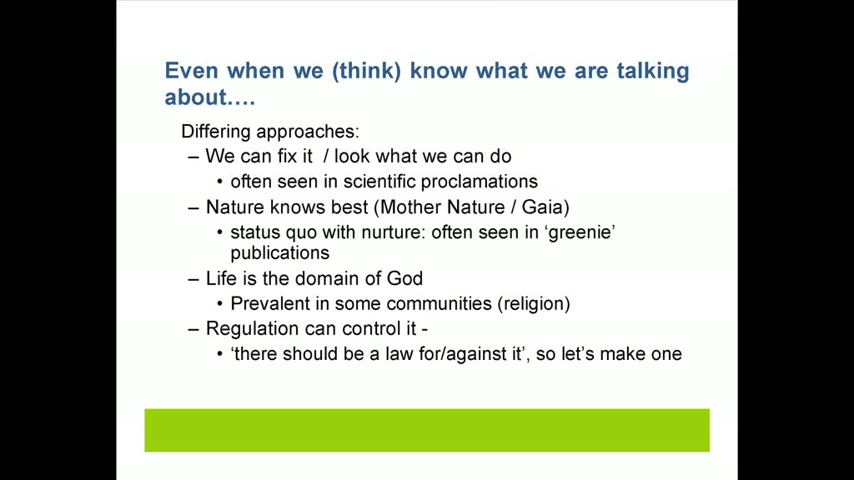 Even when we (think) know what we are talking
about....
Differing approaches:
– We can fix it / look what we can do
• often seen in scientific proclamations
– Nature knows best (Mother Nature / Gaia)
• status quo with nurture: often seen in ‘greenie’
publications
– Life is the domain of God
• Prevalent in some communities (religion)
– Regulation can control it -
• ‘there should be a law for/against it’, so let’s make one